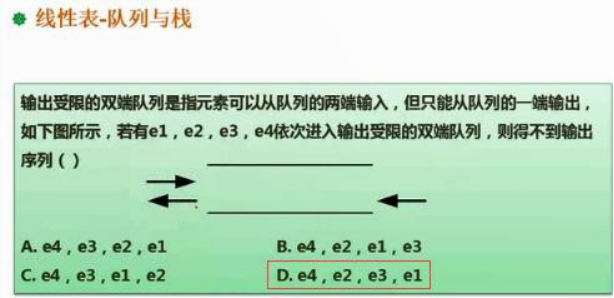 线性表-队列与栈
输出受限的双端队列是指元素可以从队列的两端输入，但只能从队列的一端输出，
如下图所示，若有e1，e2，e3，e4依次进入输出受限的双端队列，则得不到输出
序列（ ）
A. e4，e3，e2，e1 B. e4，e2，e1，e3
C. e4，e3，e1，e2 D. e4，e2，e3，e1